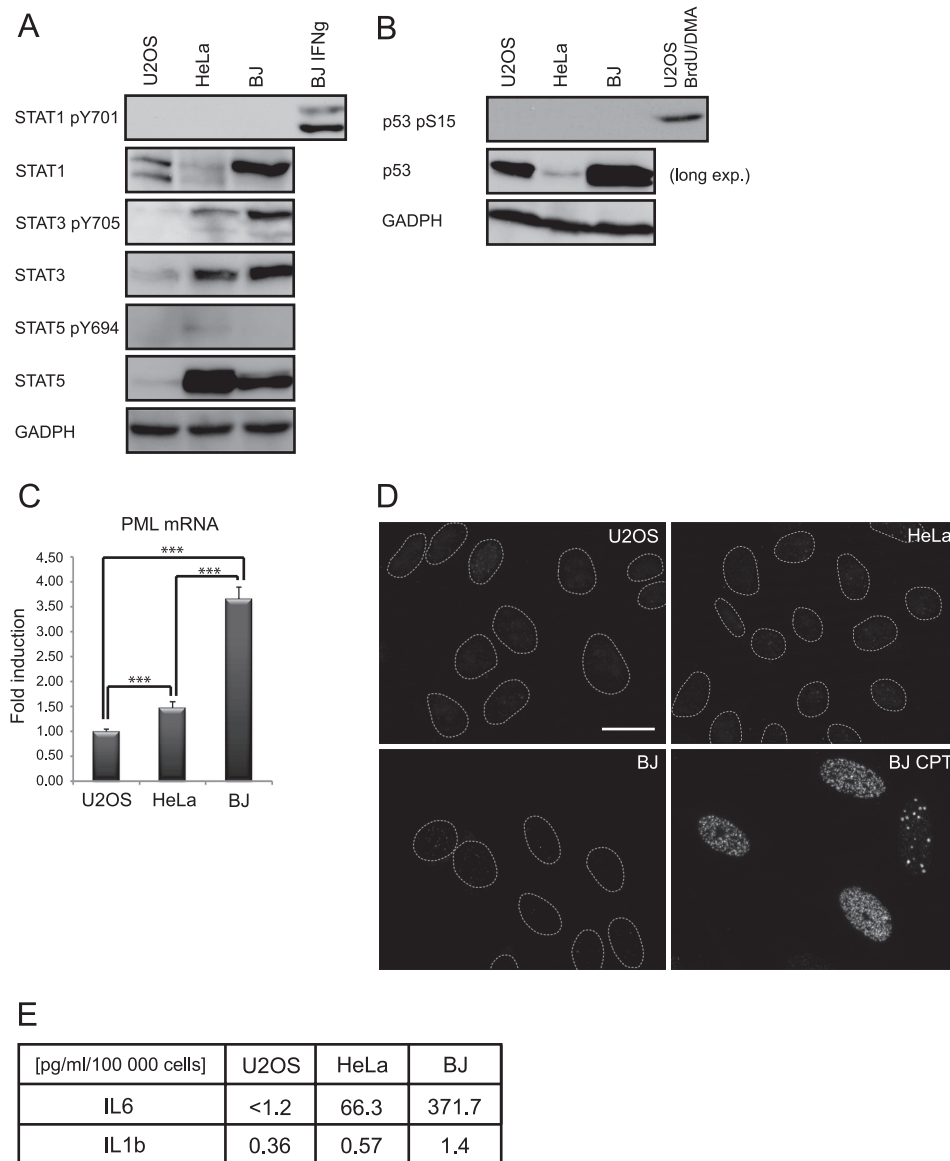 A
U2OS
HeLa
BJ
BJ IFNg
STAT1 pY701
STAT1
STAT3 pY705
STAT3
STAT5 pY694
STAT5
GADPH
B
U2OS
HeLa
BJ
U2OS
BrdU/DMA
p53 pS15
p53
(long exp.)
GADPH
C
PML mRNA
Fold induction
4.50
4.00
3.50
3.00
2.50
2.00
1.50
1.00
0.50
0.00
***
***
***
U2OS HeLa BJ
D
U2OS
HeLa
BJ
BJ CPT
E
[pg/ml/100 000 cells] U2OS HeLa BJ
IL6 <1.2 66.3 371.7
IL1b 0.36 0.57 1.4